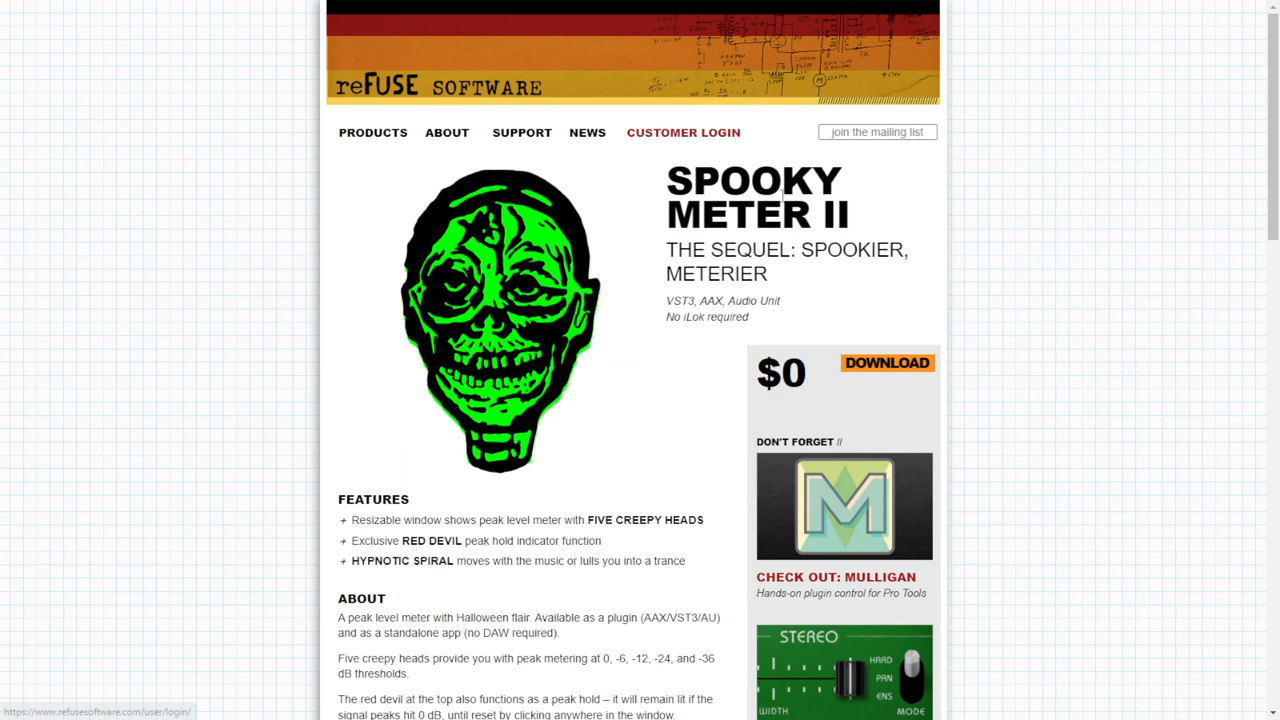 reFUSE SOFTWARE
PRODUCTS ABOUT SUPPORT NEWS CUSTOMER LOGIN join the mailing list
SPOOKY
METER II
THE SEQUEL: SPOOKIER,
METERIER
VST3, AAX, Audio Unit
No iLok required
$0 DOWNLOAD
DON'T FORGET //
M
CHECK OUT: MULLIGAN
Hands-on plugin control for Pro Tools
STEREO
HARD
PAN
ENS
WIDTH MODE
FEATURES
+ Resizable window shows peak level meter with FIVE CREEPY HEADS
+ Exclusive RED DEVIL peak hold indicator function
+ HYPNOTIC SPIRAL moves with the music or lulls you into a trance
ABOUT
A peak level meter with Halloween flair. Available as a plugin (AAX/VST3/AU)
and as a standalone app (no DAW required).
Five creepy heads provide you with peak metering at 0, -6, -12, -24, and -36
dB thresholds.
The red devil at the top also functions as a peak hold – it will remain lit if the
signal peaks hit 0 dB, until reset by clicking anywhere in the window.
https://www.refusesoftware.com/user/login/